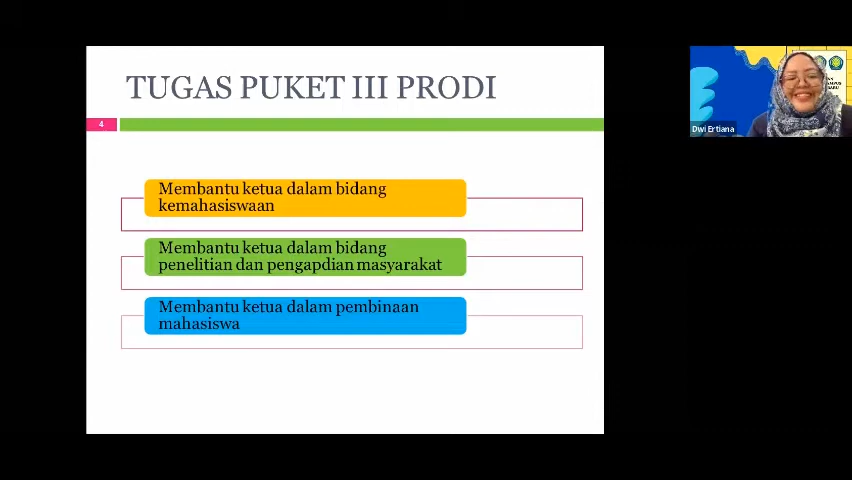 TUGAS PUKET III PRODI
4
Membantu ketua dalam bidang
kemahasiswaan
Membantu ketua dalam bidang
penelitian dan pengapdian masyarakat
Membantu ketua dalam pembinaan
mahasiswa
Dwi Ertiana